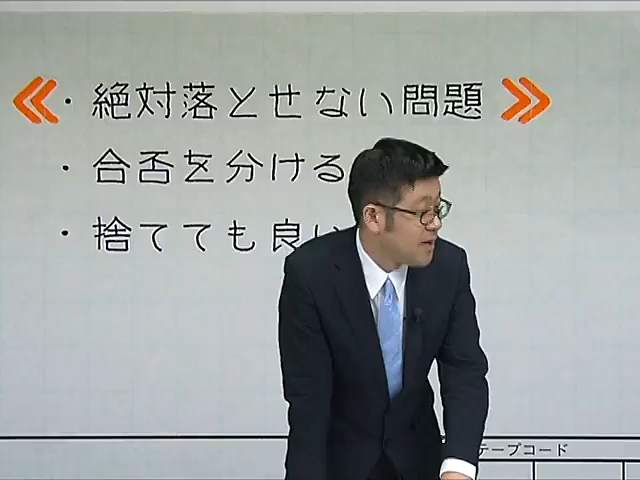 《・絶対落とせない問題》
・合否を分ける
・捨てても良い
テープコード